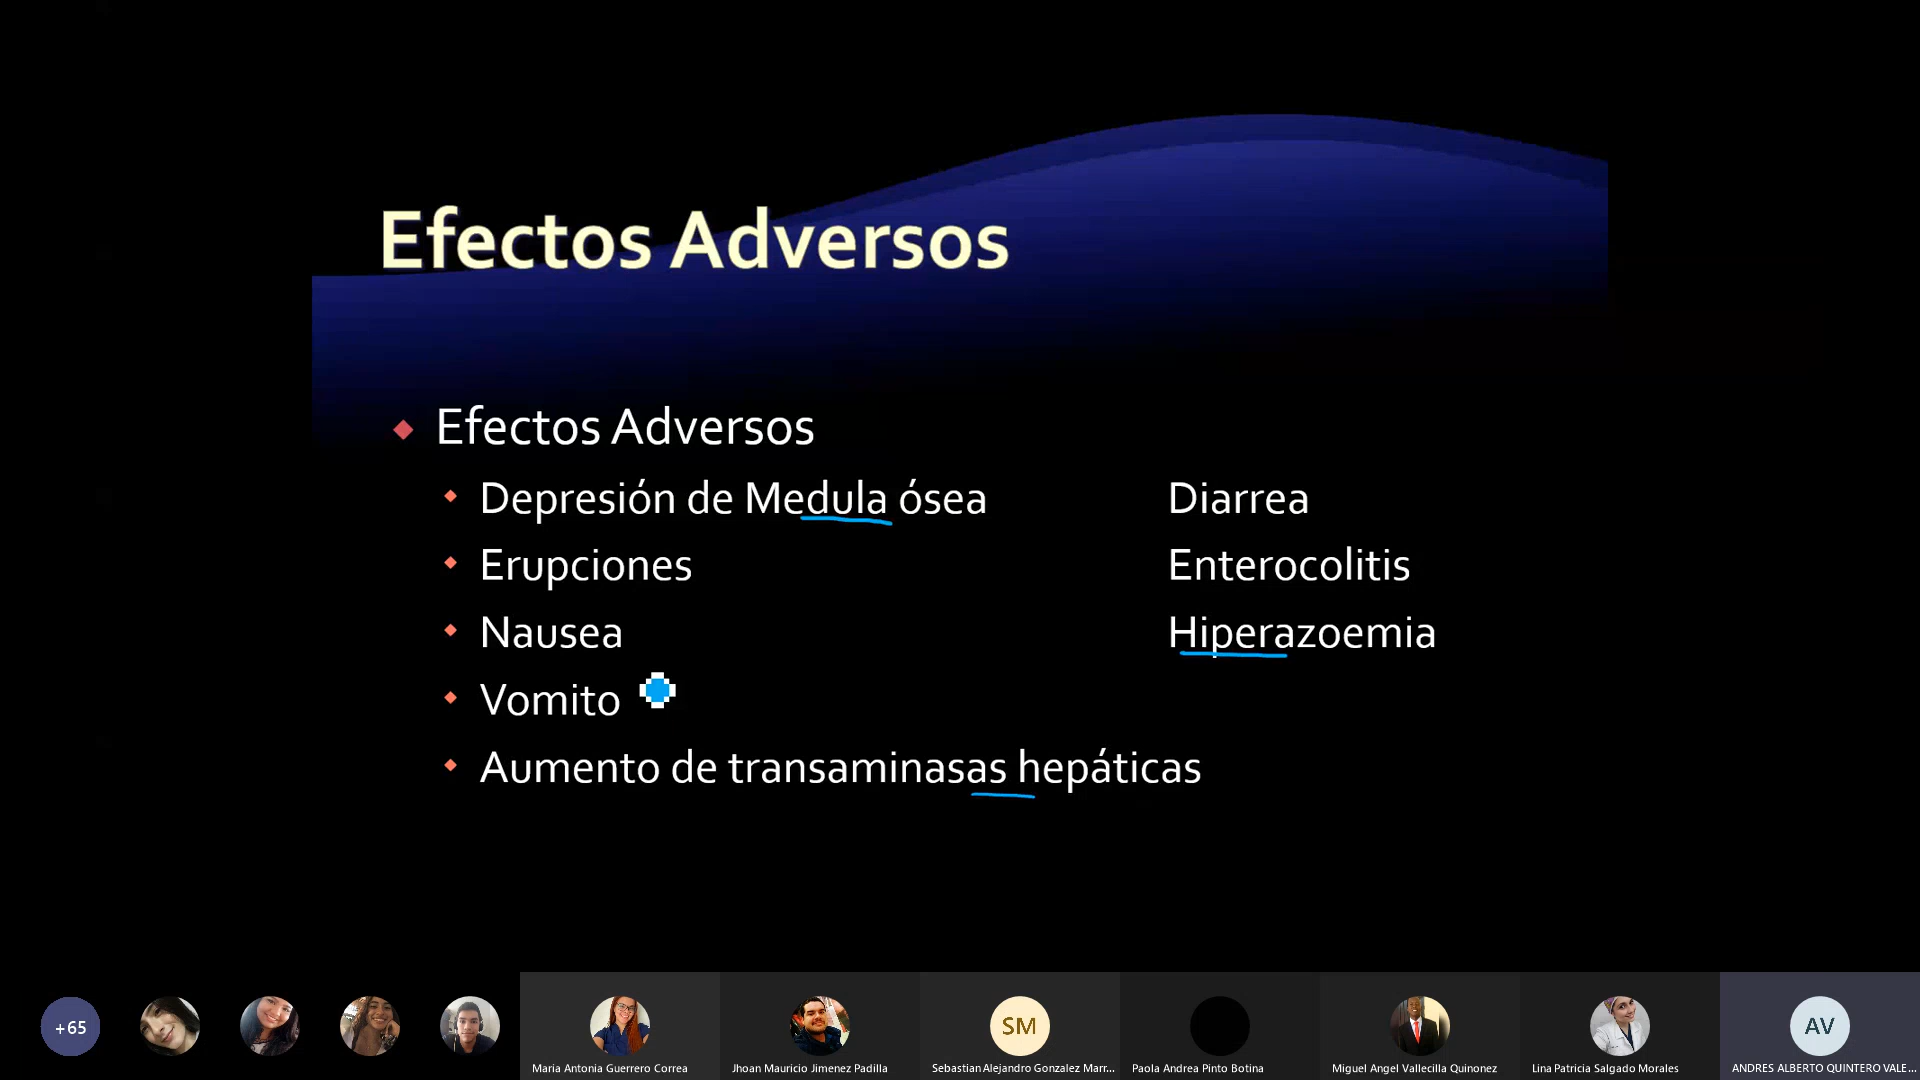 Efectos Adversos
Efectos Adversos
Depresión de Medula ósea
Diarrea
Erupciones
Enterocolitis
Nausea
Hiperazoemia
Vomito
Aumento de transaminasas hepáticas
+65
SM
AV
Maria Antonia Guerrero Correa
Jhoan Mauricio Jimenez Padilla
Sebastian Alejandro Gonzalez Marr...
Paola Andrea Pinto Botina
Miguel Angel Vallecilla Quinonez
Lina Patricia Salgado Morales
ANDRES ALBERTO QUINTERO VALE...